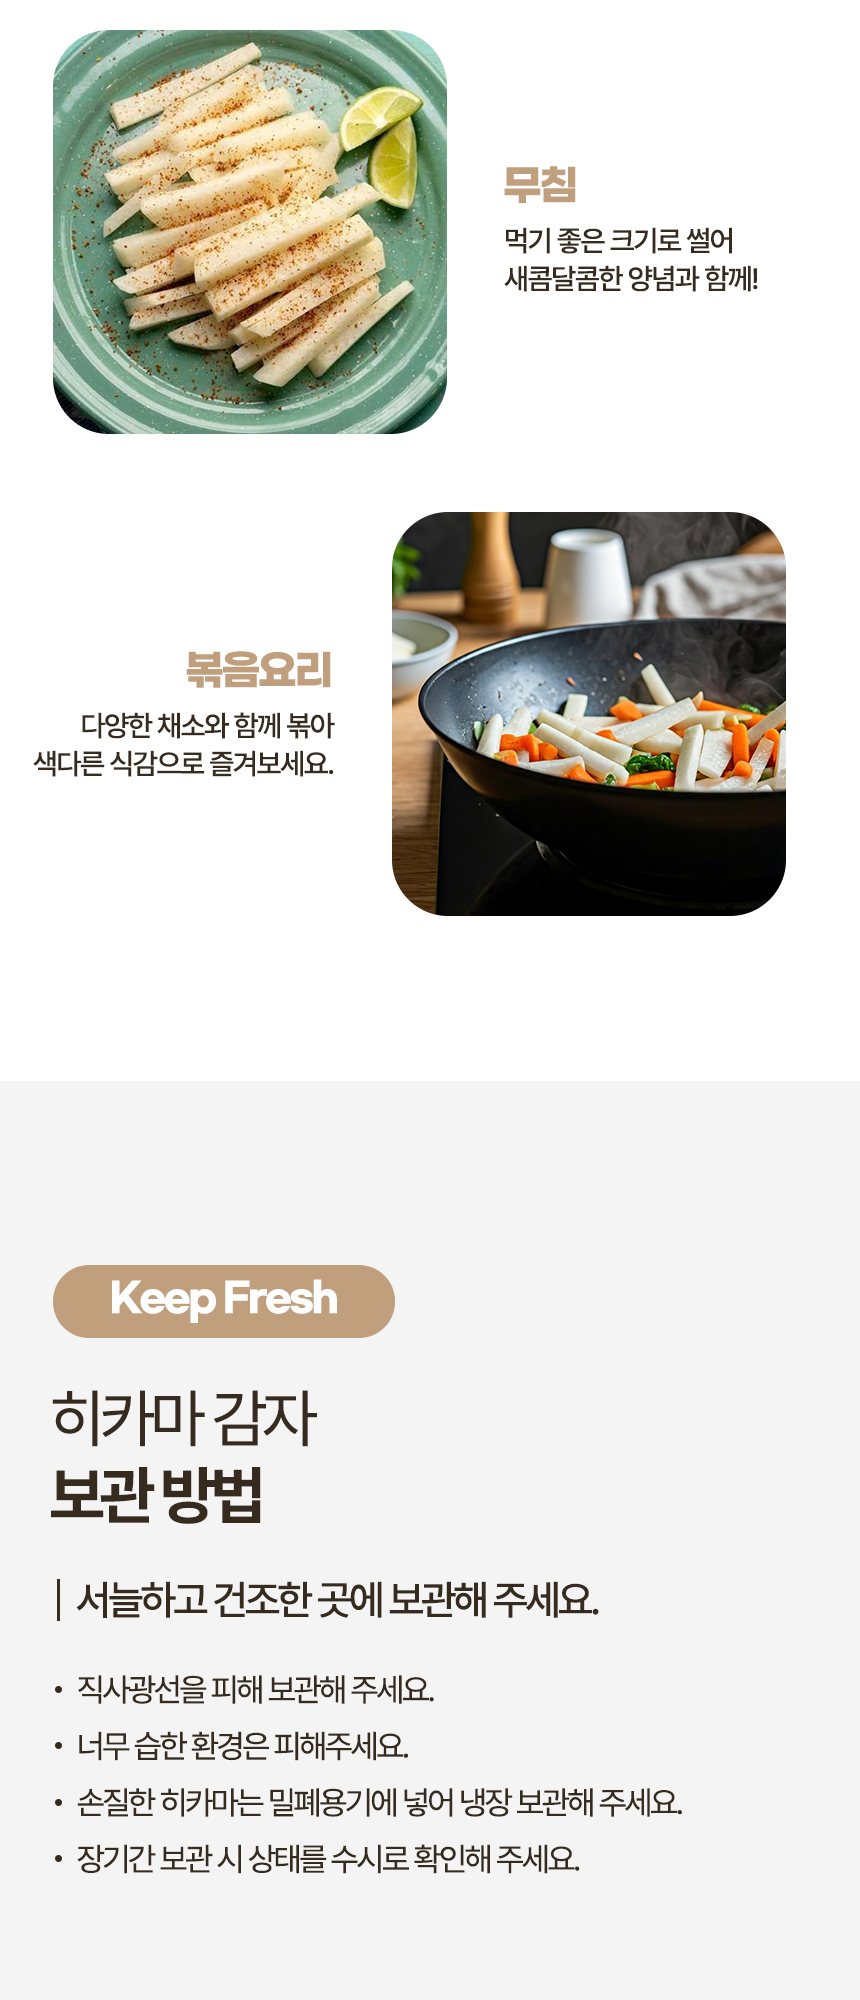 무침
먹기 좋은 크기로 썰어
새콤달콤한 양념과 함께!
볶음요리
다양한 채소와 함께 볶아
색다른 식감으로 즐겨보세요.
Keep Fresh
히카마 감자
보관 방법
서늘하고 건조한 곳에 보관해 주세요.
• 직사광선을 피해 보관해 주세요.
• 너무 습한 환경은 피해주세요.
• 손질한 히카마는 밀폐용기에 넣어 냉장 보관해 주세요.
• 장기간 보관 시 상태를 수시로 확인해 주세요.